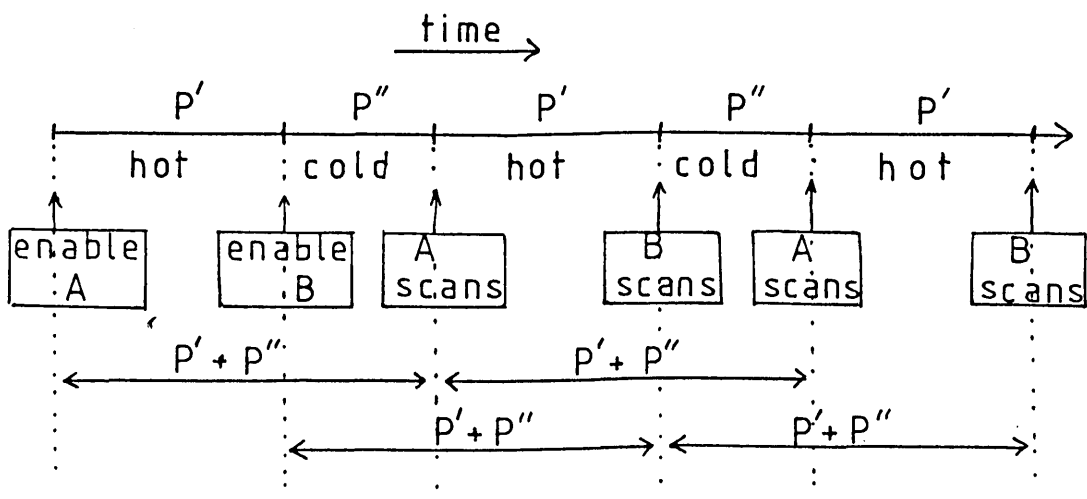 time
P′ P″ P′ P″ P′
hot cold hot cold hot
enable A
enable B
A scans
B scans
A scans
B scans
P′ + P″ P′ + P″
P′ + P″ P′ + P″